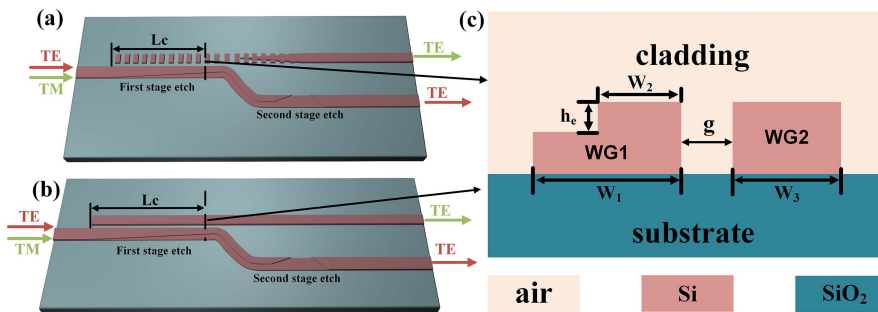 (a)
Lc
TE
TM
First stage etch
Second stage etch
TE
TE
(b)
Lc
TE
TM
First stage etch
Second stage etch
TE
TE
(c)
cladding
W₂
hₑ
g
WG1
WG2
W₁
W₃
substrate
air
Si
SiO₂